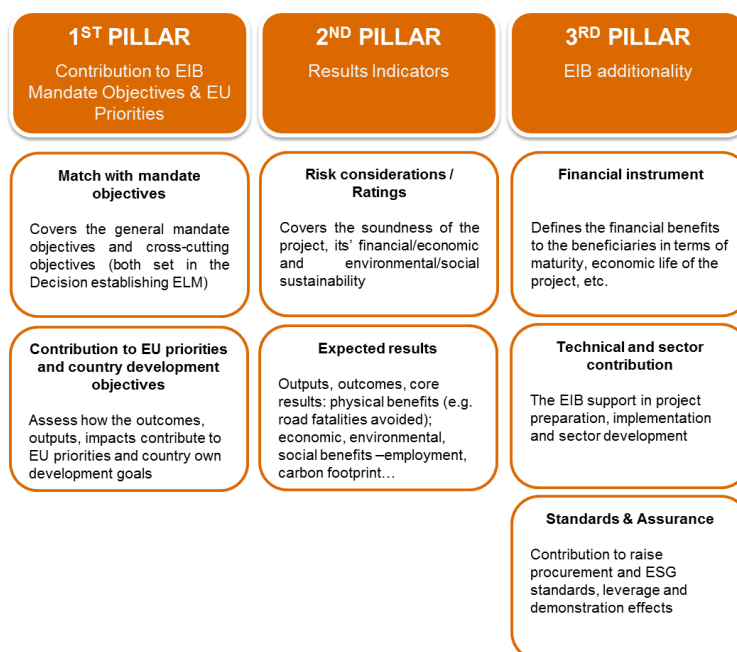 1ST PILLAR
Contribution to EIB
Mandate Objectives & EU
Priorities
Match with mandate
objectives
Covers the general mandate
objectives and cross-cutting
objectives (both set in the
Decision establishing ELM)
Contribution to EU priorities
and country development
objectives
Assess how the outcomes,
outputs, impacts contribute to
EU priorities and country own
development goals
2ND PILLAR
Results Indicators
Risk considerations /
Ratings
Covers the soundness of the
project, its’ financial/economic
and environmental/social
sustainability
Expected results
Outputs, outcomes, core
results: physical benefits (e.g.
road fatalities avoided);
economic, environmental,
social benefits –employment,
carbon footprint…
3RD PILLAR
EIB additionality
Financial instrument
Defines the financial benefits
to the beneficiaries in terms of
maturity, economic life of the
project, etc.
Technical and sector
contribution
The EIB support in project
preparation, implementation
and sector development
Standards & Assurance
Contribution to raise
procurement and ESG
standards, leverage and
demonstration effects